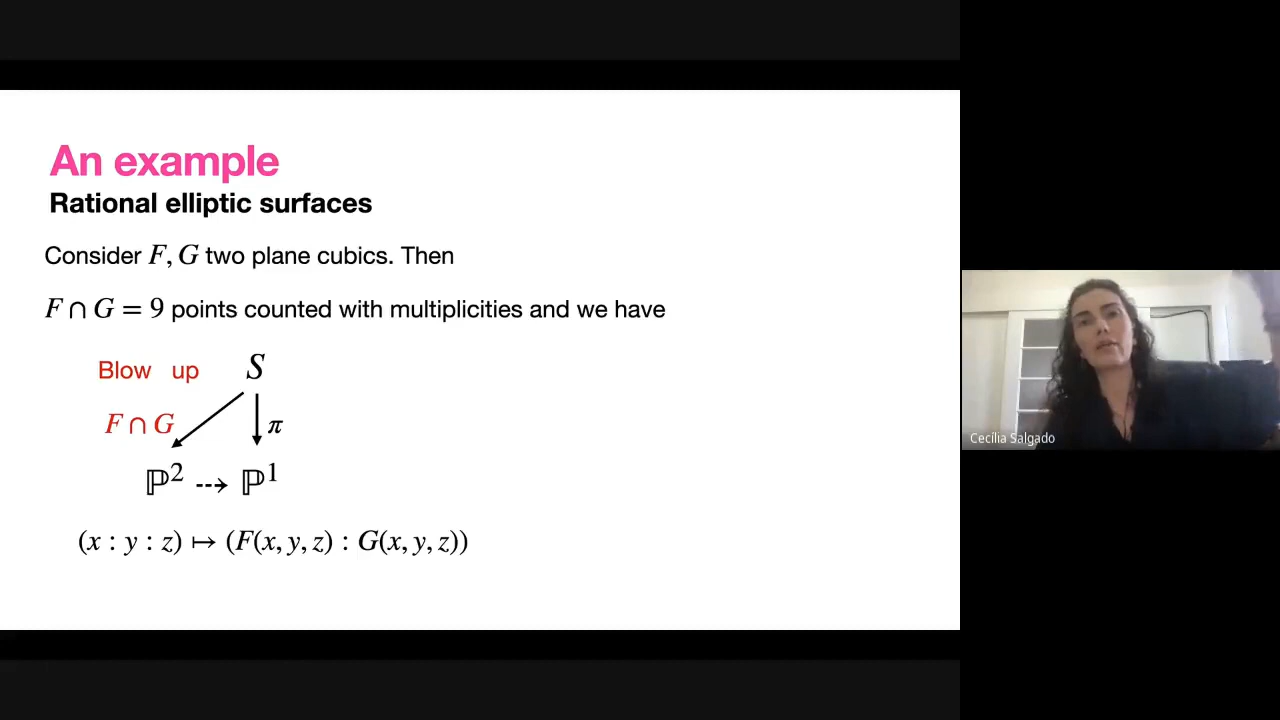 An example
Rational elliptic surfaces
Consider F, G two plane cubics. Then
F ∩ G = 9 points counted with multiplicities and we have
Blow up S
F ∩ G π
ℙ² ⇢ ℙ¹
(x : y : z) ↦ (F(x, y, z) : G(x, y, z))
Cecília Salgado